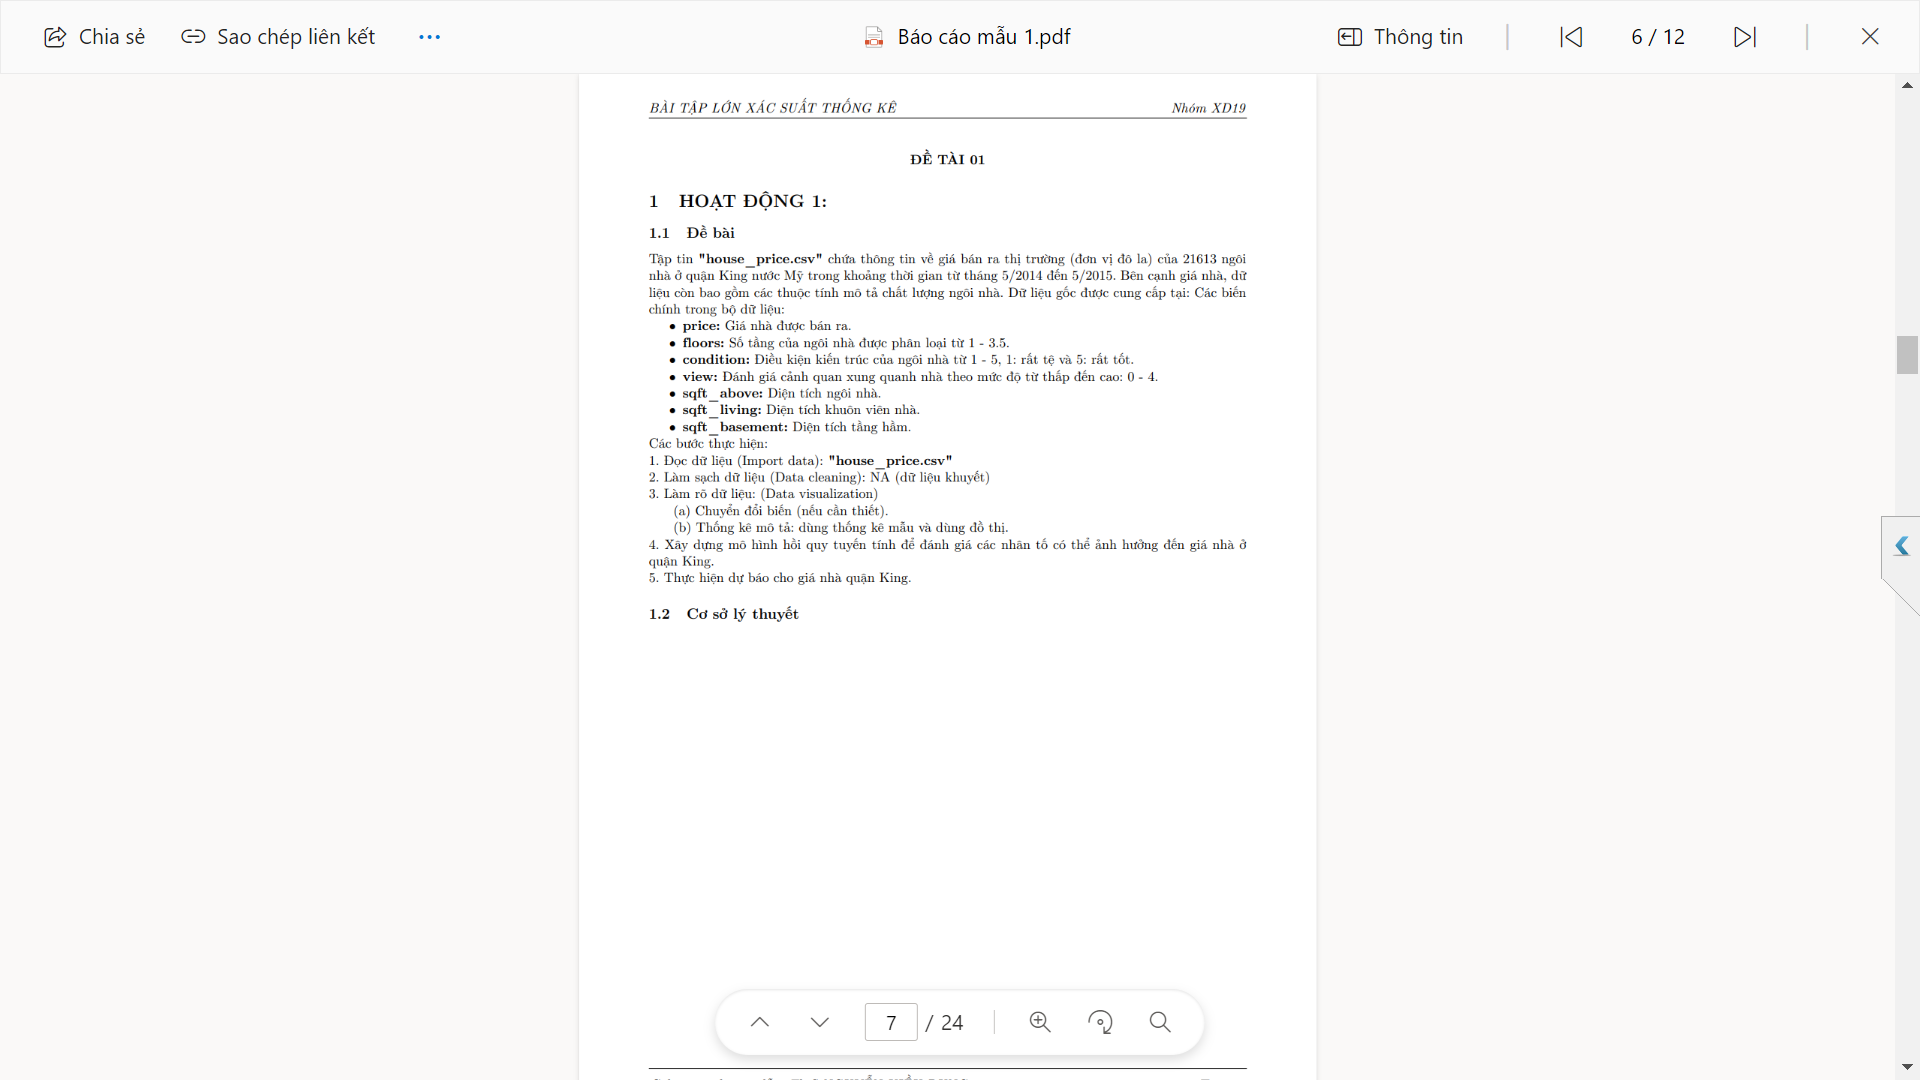 Chia sẻ
Sao chép liên kết
Báo cáo mẫu 1.pdf
Thông tin
6 / 12
BÀI TẬP LỚN XÁC SUẤT THỐNG KÊ
Nhóm XD19
ĐỀ TÀI 01
1 HOẠT ĐỘNG 1:
1.1 Đề bài
Tập tin "house_price.csv" chứa thông tin về giá bán ra thị trường (đơn vị đô la) của 21613 ngôi
nhà ở quận King nước Mỹ trong khoảng thời gian từ tháng 5/2014 đến 5/2015. Bên cạnh giá nhà, dữ
liệu còn bao gồm các thuộc tính mô tả chất lượng ngôi nhà. Dữ liệu gốc được cung cấp tại: Các biến
chính trong bộ dữ liệu:
• price: Giá nhà được bán ra.
• floors: Số tầng của ngôi nhà được phân loại từ 1 - 3.5.
• condition: Điều kiện kiến trúc của ngôi nhà từ 1 - 5, 1: rất tệ và 5: rất tốt.
• view: Đánh giá cảnh quan xung quanh nhà theo mức độ từ thấp đến cao: 0 - 4.
• sqft_above: Diện tích ngôi nhà.
• sqft_living: Diện tích khuôn viên nhà.
• sqft_basement: Diện tích tầng hầm.
Các bước thực hiện:
1. Đọc dữ liệu (Import data): "house_price.csv"
2. Làm sạch dữ liệu (Data cleaning): NA (dữ liệu khuyết)
3. Làm rõ dữ liệu: (Data visualization)
(a) Chuyển đổi biến (nếu cần thiết).
(b) Thống kê mô tả: dùng thống kê mẫu và dùng đồ thị.
4. Xây dựng mô hình hồi quy tuyến tính để đánh giá các nhân tố có thể ảnh hưởng đến giá nhà ở
quận King.
5. Thực hiện dự báo cho giá nhà quận King.
1.2 Cơ sở lý thuyết
7 / 24